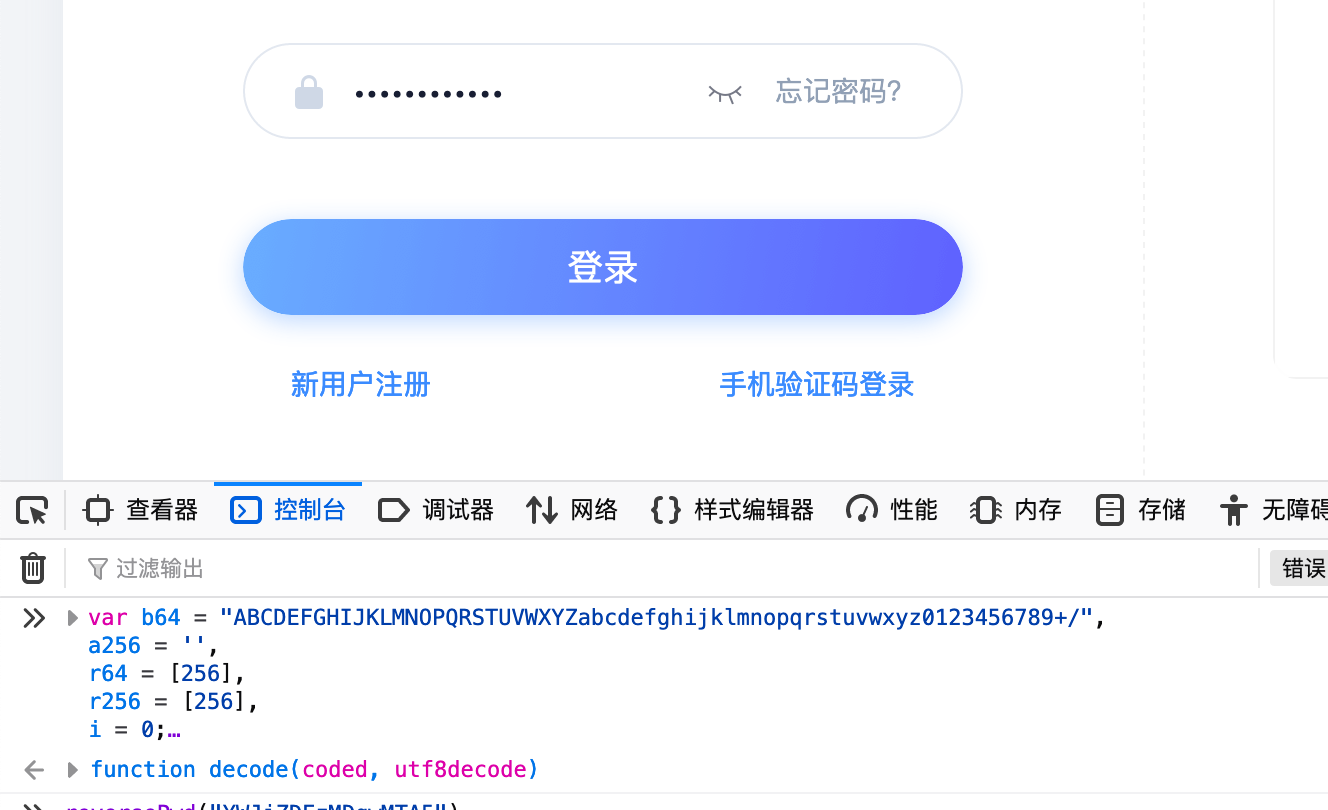 忘记密码?
登录
新用户注册 手机验证码登录
查看器 控制台 调试器 网络 样式编辑器 性能 内存 存储 无障碍
过滤输出 错误
var b64 = "ABCDEFGHIJKLMNOPQRSTUVWXYZabcdefghijklmnopqrstuvwxyz0123456789+/",
a256 = '',
r64 = [256],
r256 = [256],
i = 0;…
function decode(coded, utf8decode)